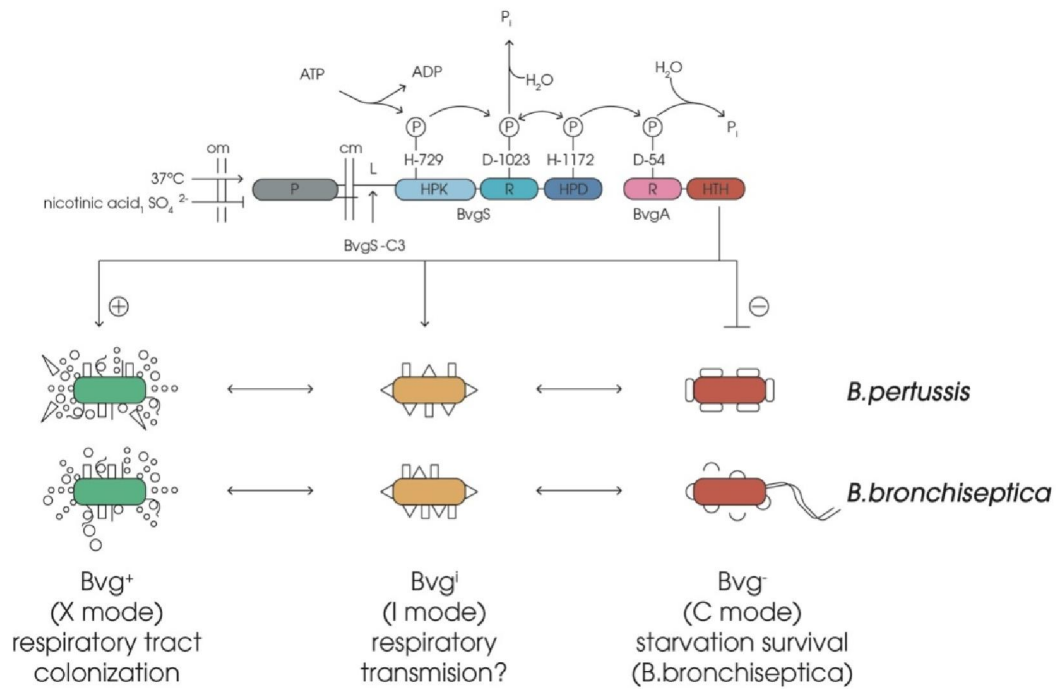 Pi
ATP
ADP
H2O
H2O
P
P
P
P
Pi
om
cm
L
H-729
D-1023
H-1172
D-54
37°C
P
HPK
R
HPD
R
HTH
nicotinic acid, SO4 2-
BvgS
BvgA
BvgS-C3
+
−
B.pertussis
B.bronchiseptica
Bvg+
(X mode)
respiratory tract
colonization
Bvgi
(I mode)
respiratory
transmision?
Bvg-
(C mode)
starvation survival
(B.bronchiseptica)